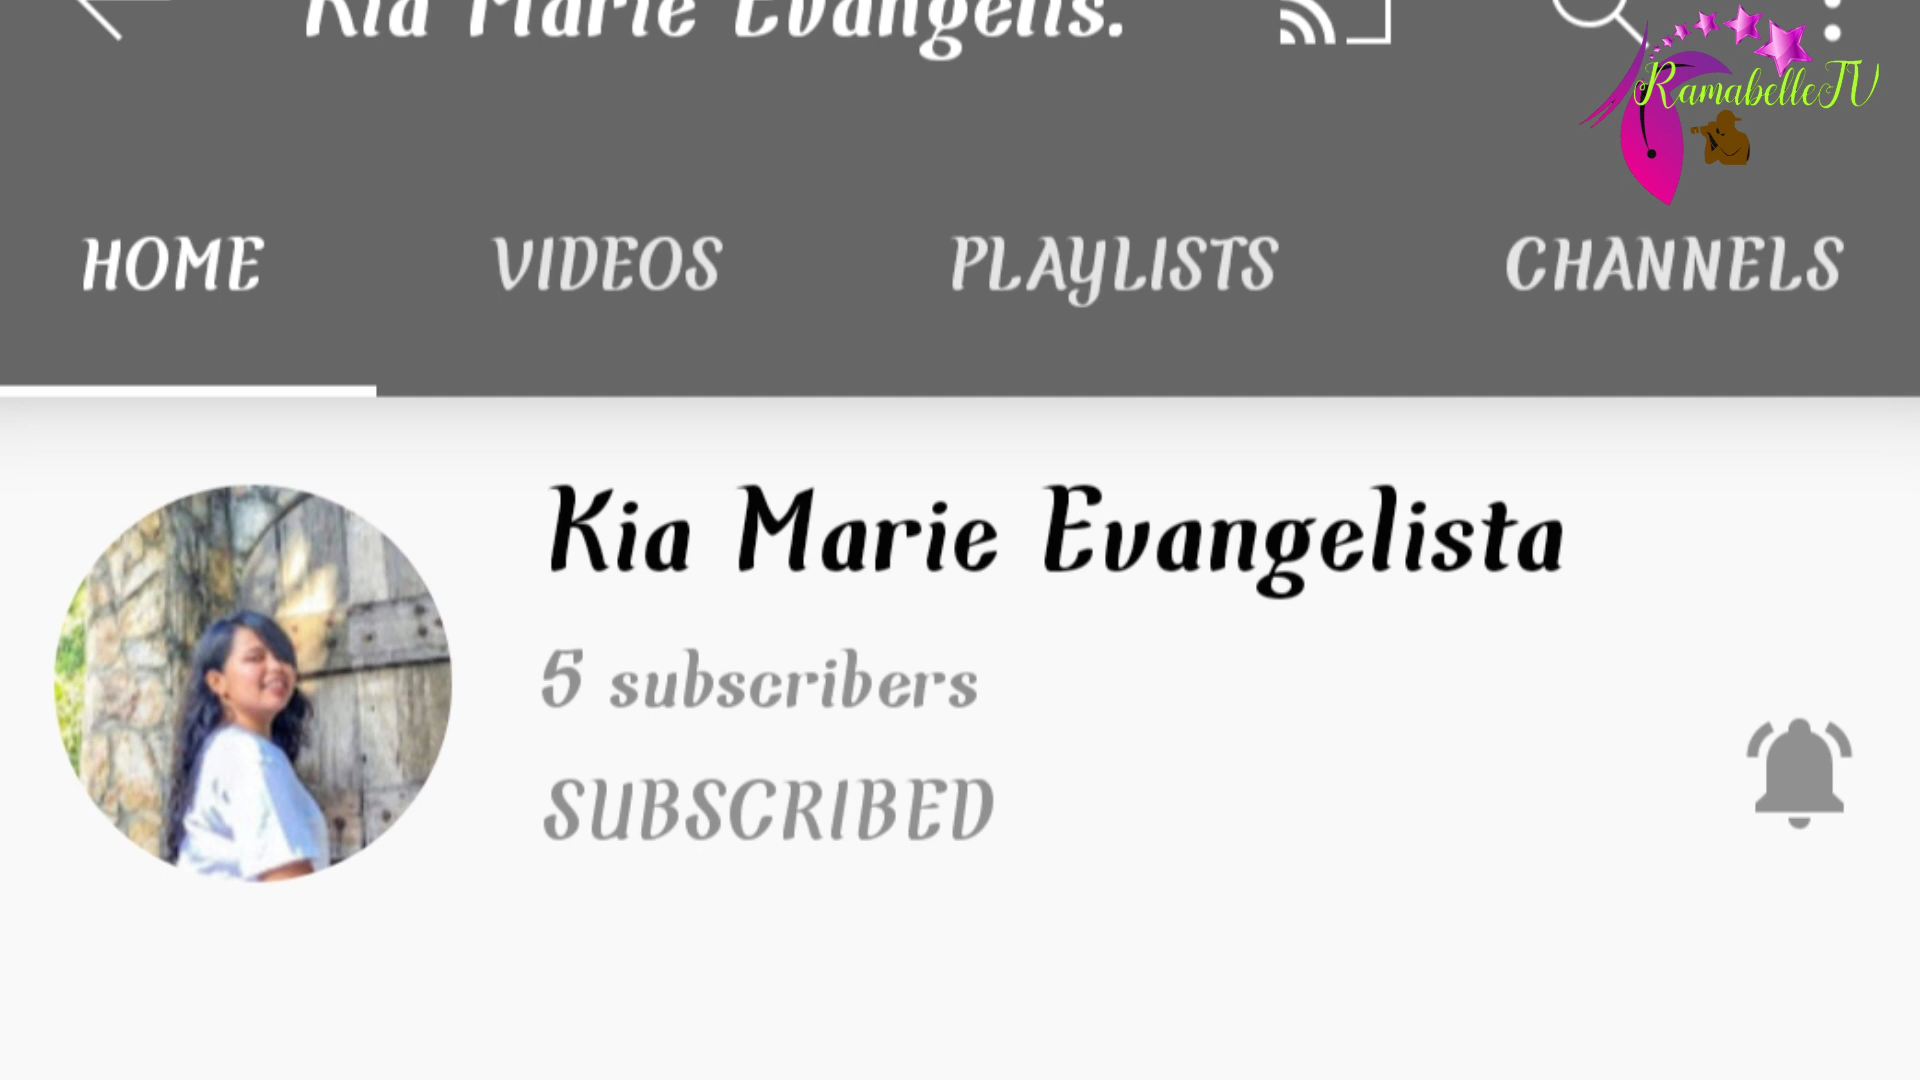 Kia Marie Evangelis.
RamabelleTV
HOME VIDEOS PLAYLISTS CHANNELS
Kia Marie Evangelista
5 subscribers
SUBSCRIBED